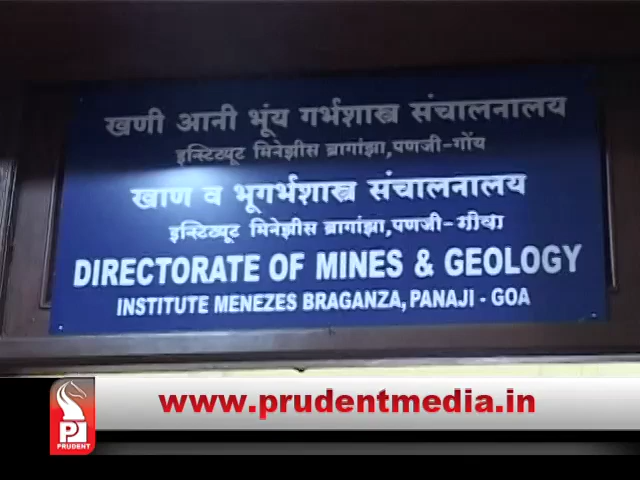 खणी आनी भूंय गर्भशास्त्र संचालनालय
इन्स्टिट्यूट मिनेझीस ब्रागांझा,पणजी-गोंय
खाण व भूगर्भशास्त्र संचालनालय
इन्स्टिट्यूट मिनेझीस ब्रागांझा,पणजी-गोवा
DIRECTORATE OF MINES & GEOLOGY
INSTITUTE MENEZES BRAGANZA, PANAJI - GOA
www.prudentmedia.in
PRUDENT